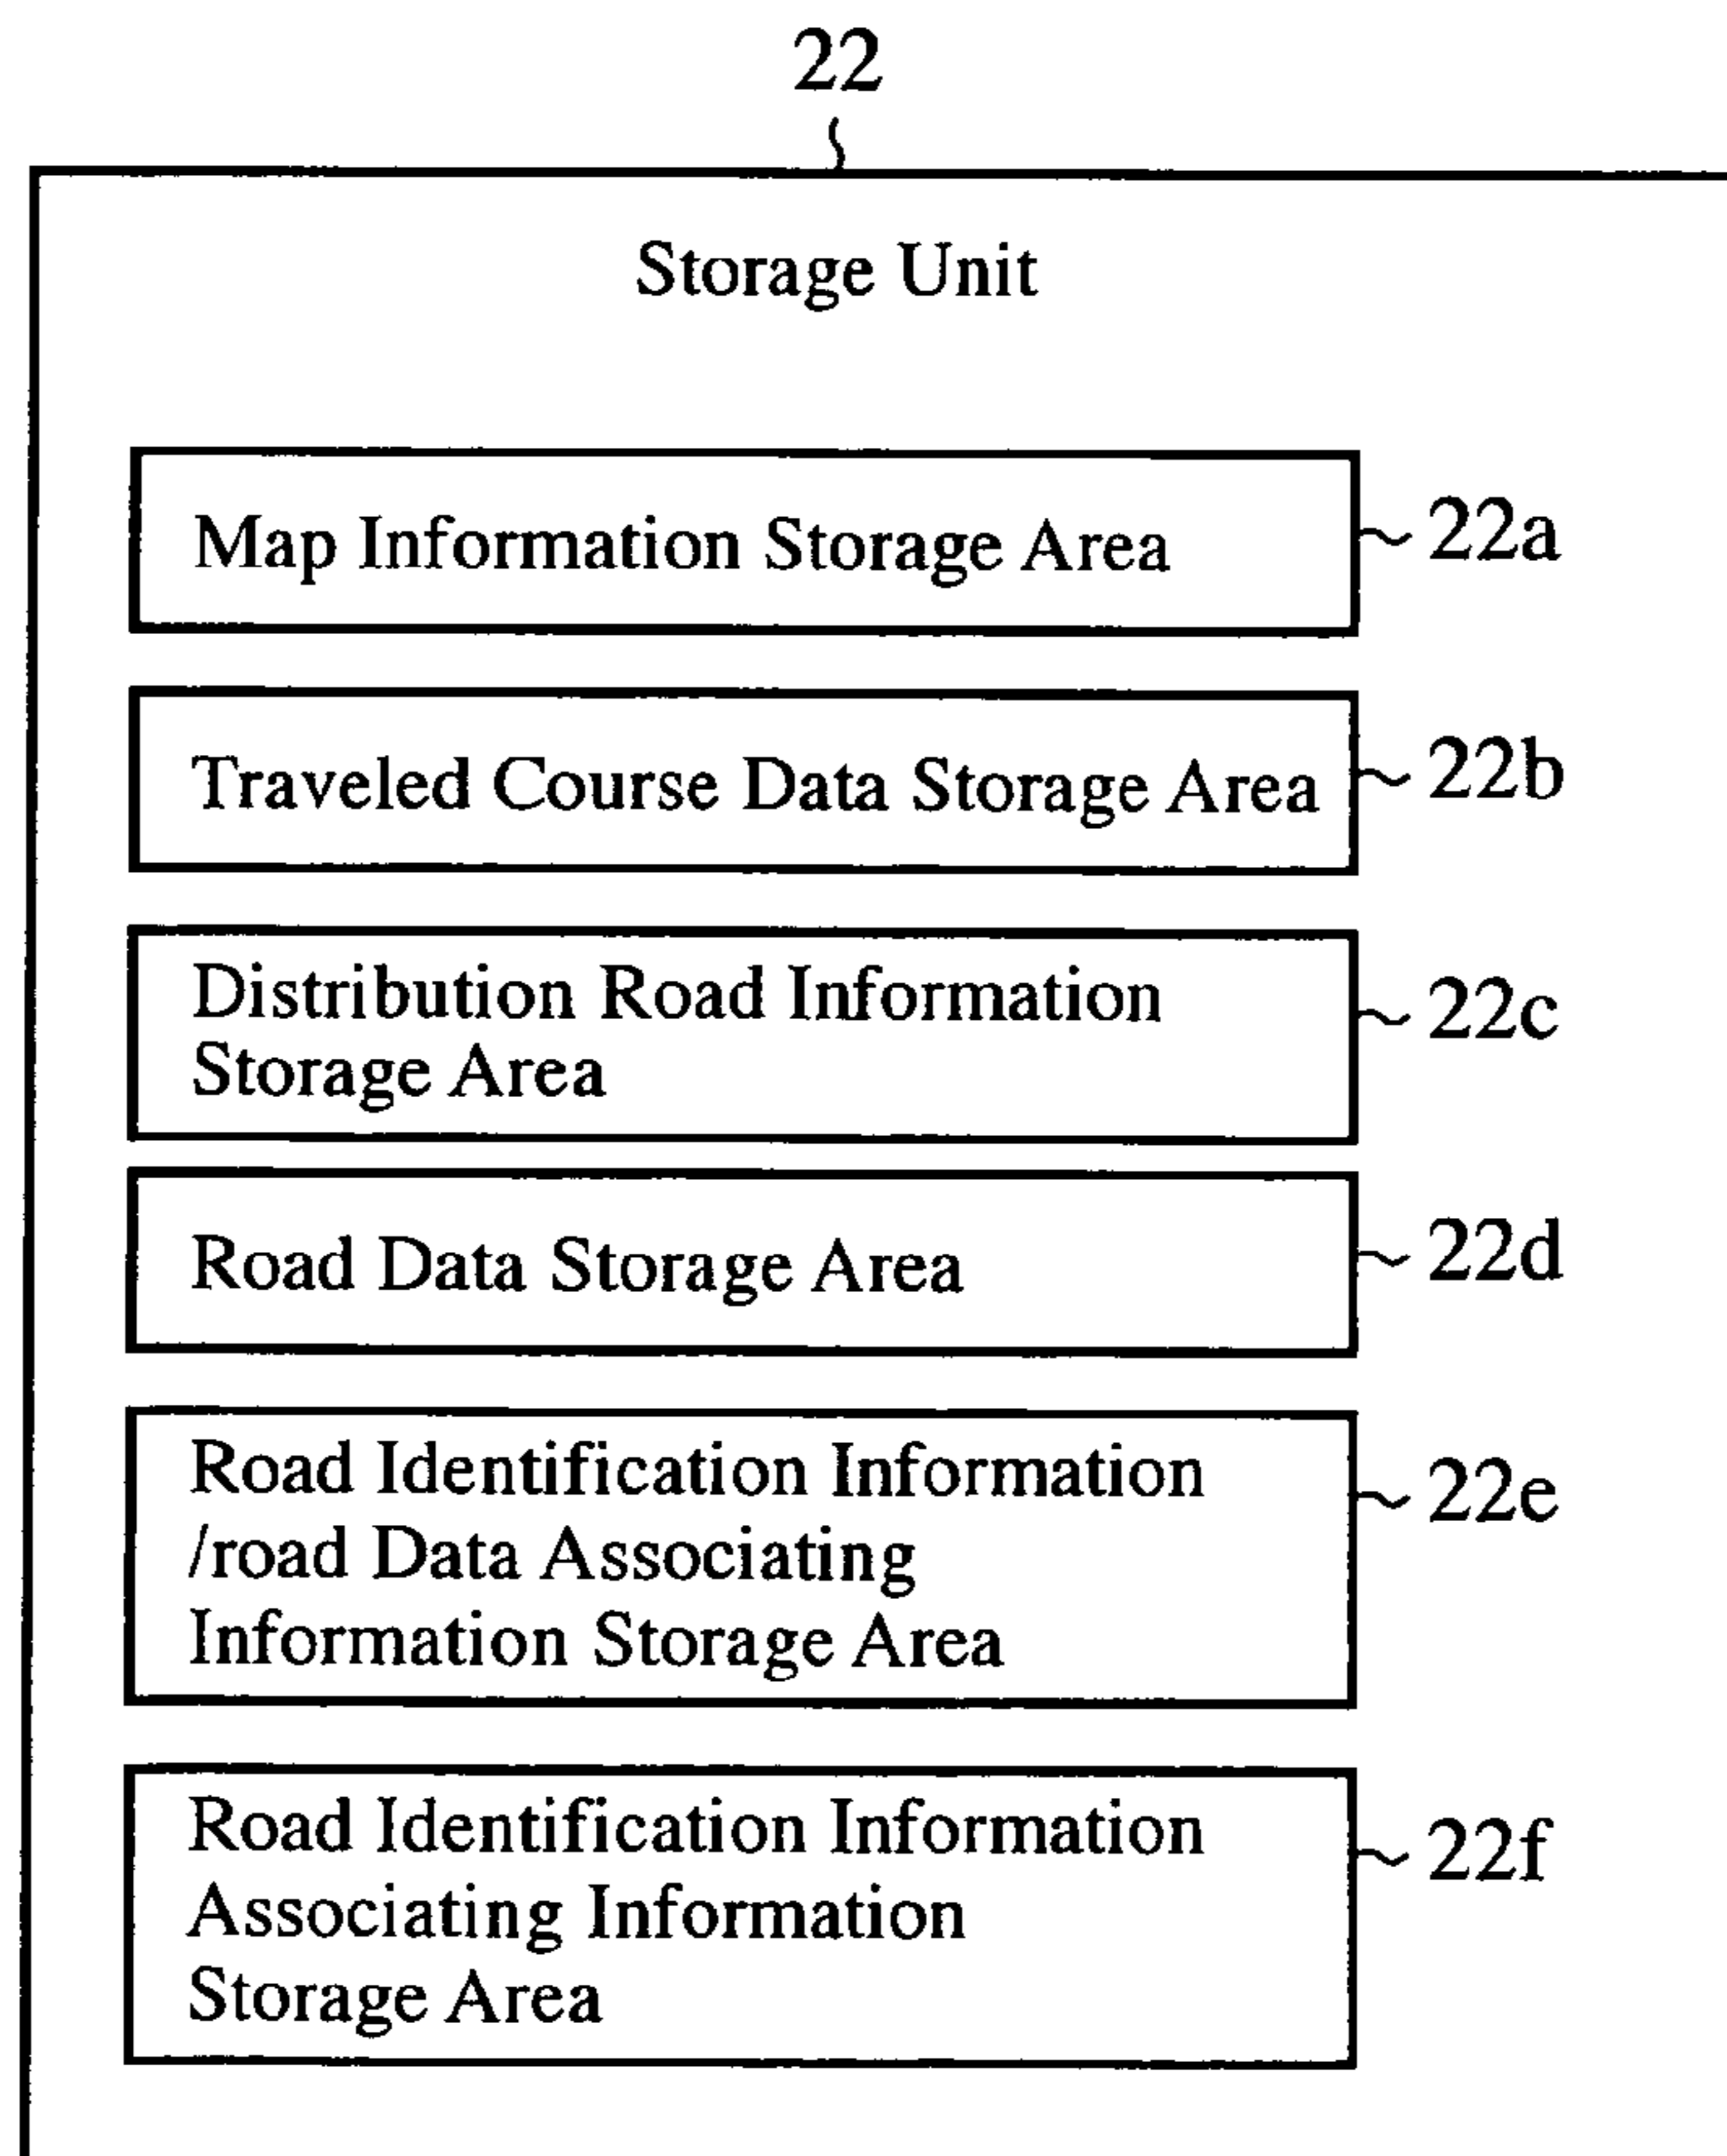 22
Storage Unit
Map Information Storage Area
22a
Traveled Course Data Storage Area
22b
Distribution Road Information
Storage Area
22c
Road Data Storage Area
22d
Road Identification Information
/road Data Associating
Information Storage Area
22e
Road Identification Information
Associating Information
Storage Area
22f